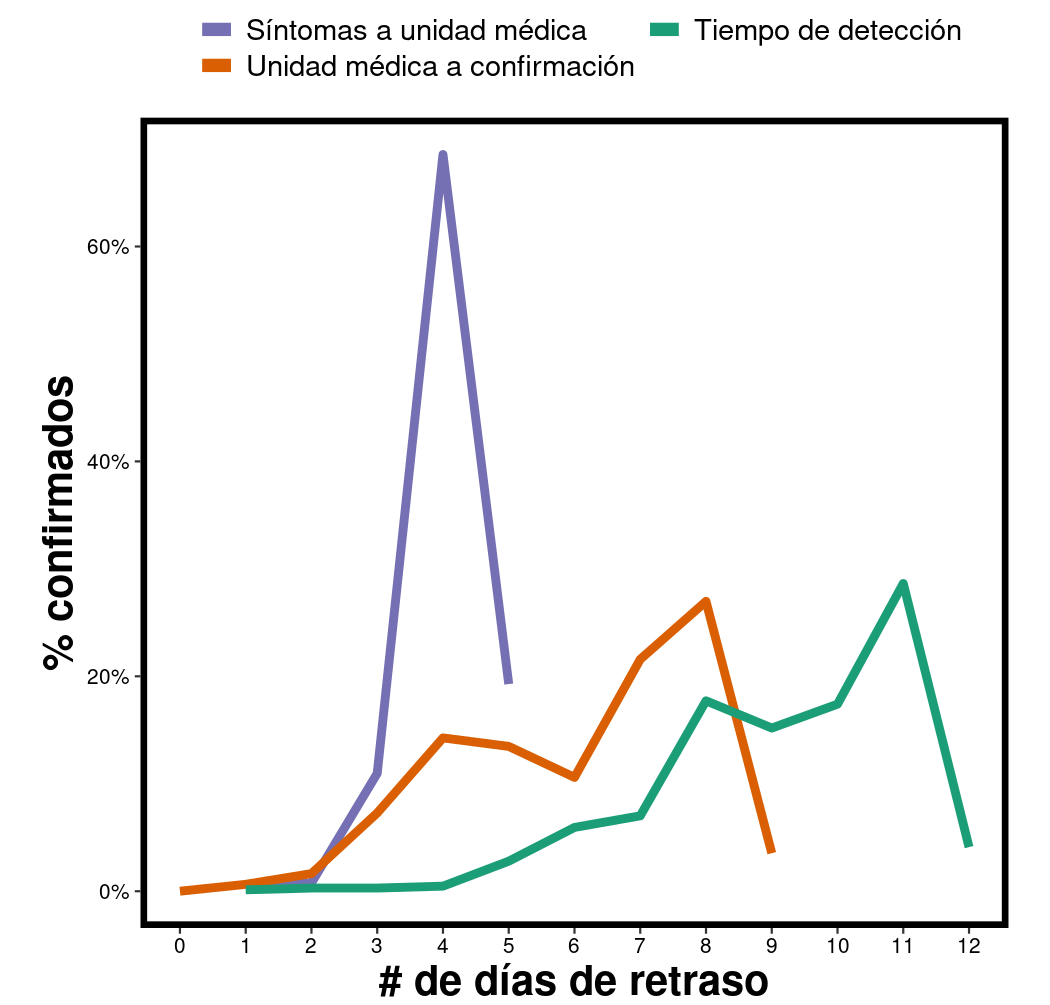 Síntomas a unidad médica
Tiempo de detección
Unidad médica a confirmación
% confirmados
60%
40%
20%
0%
0 1 2 3 4 5 6 7 8 9 10 11 12
# de días de retraso